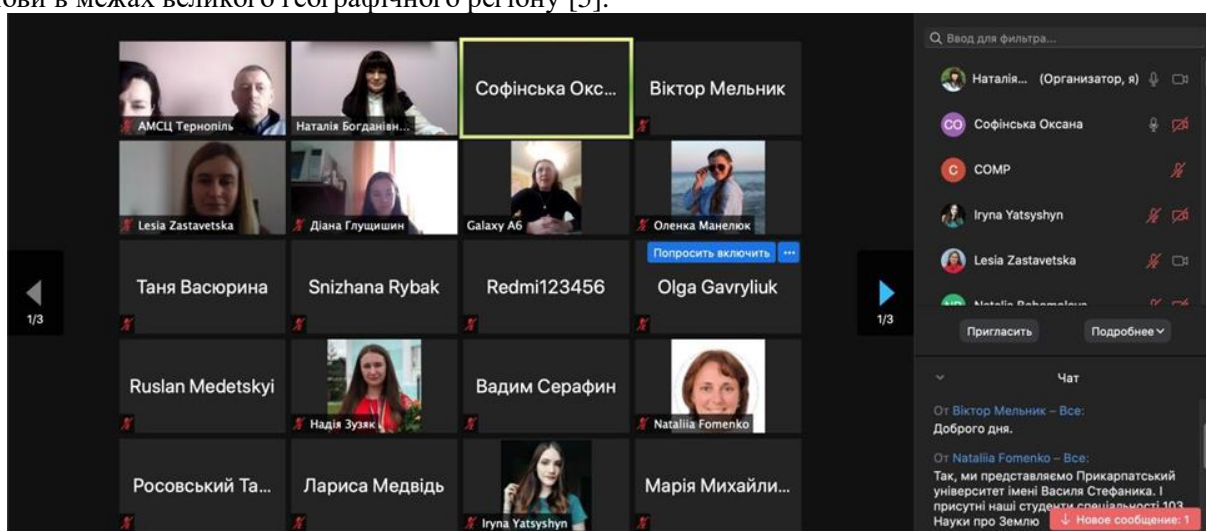 мови в межах великого географічного регіону [5].
Ввод для фильтра...
АМСЦ Тернопіль
Наталія Богданівн...
Софінська Окс...
Віктор Мельник
Lesia Zastavetska
Діана Глущишин
Galaxy A6
Оленка Манелюк
Попросить включить ...
Таня Васюрина
Snizhana Rybak
Redmi123456
Olga Gavryliuk
1/3
1/3
Ruslan Medetskyi
Надія Зузяк
Вадим Серафин
Nataliia Fomenko
Росовський Та...
Лариса Медвідь
Iryna Yatsyshyn
Марія Михайли...
Наталія... (Организатор, я)
СО Софінська Оксана
C COMP
Iryna Yatsyshyn
Lesia Zastavetska
Пригласить
Подробнее
Чат
От Віктор Мельник – Все:
Доброго дня.
От Nataliia Fomenko – Все:
Так, ми представляємо Прикарпатський
університет імені Василя Стефаника. І
присутні наші студенти спеціальності 103
Науки про Землю
Новое сообщение: 1